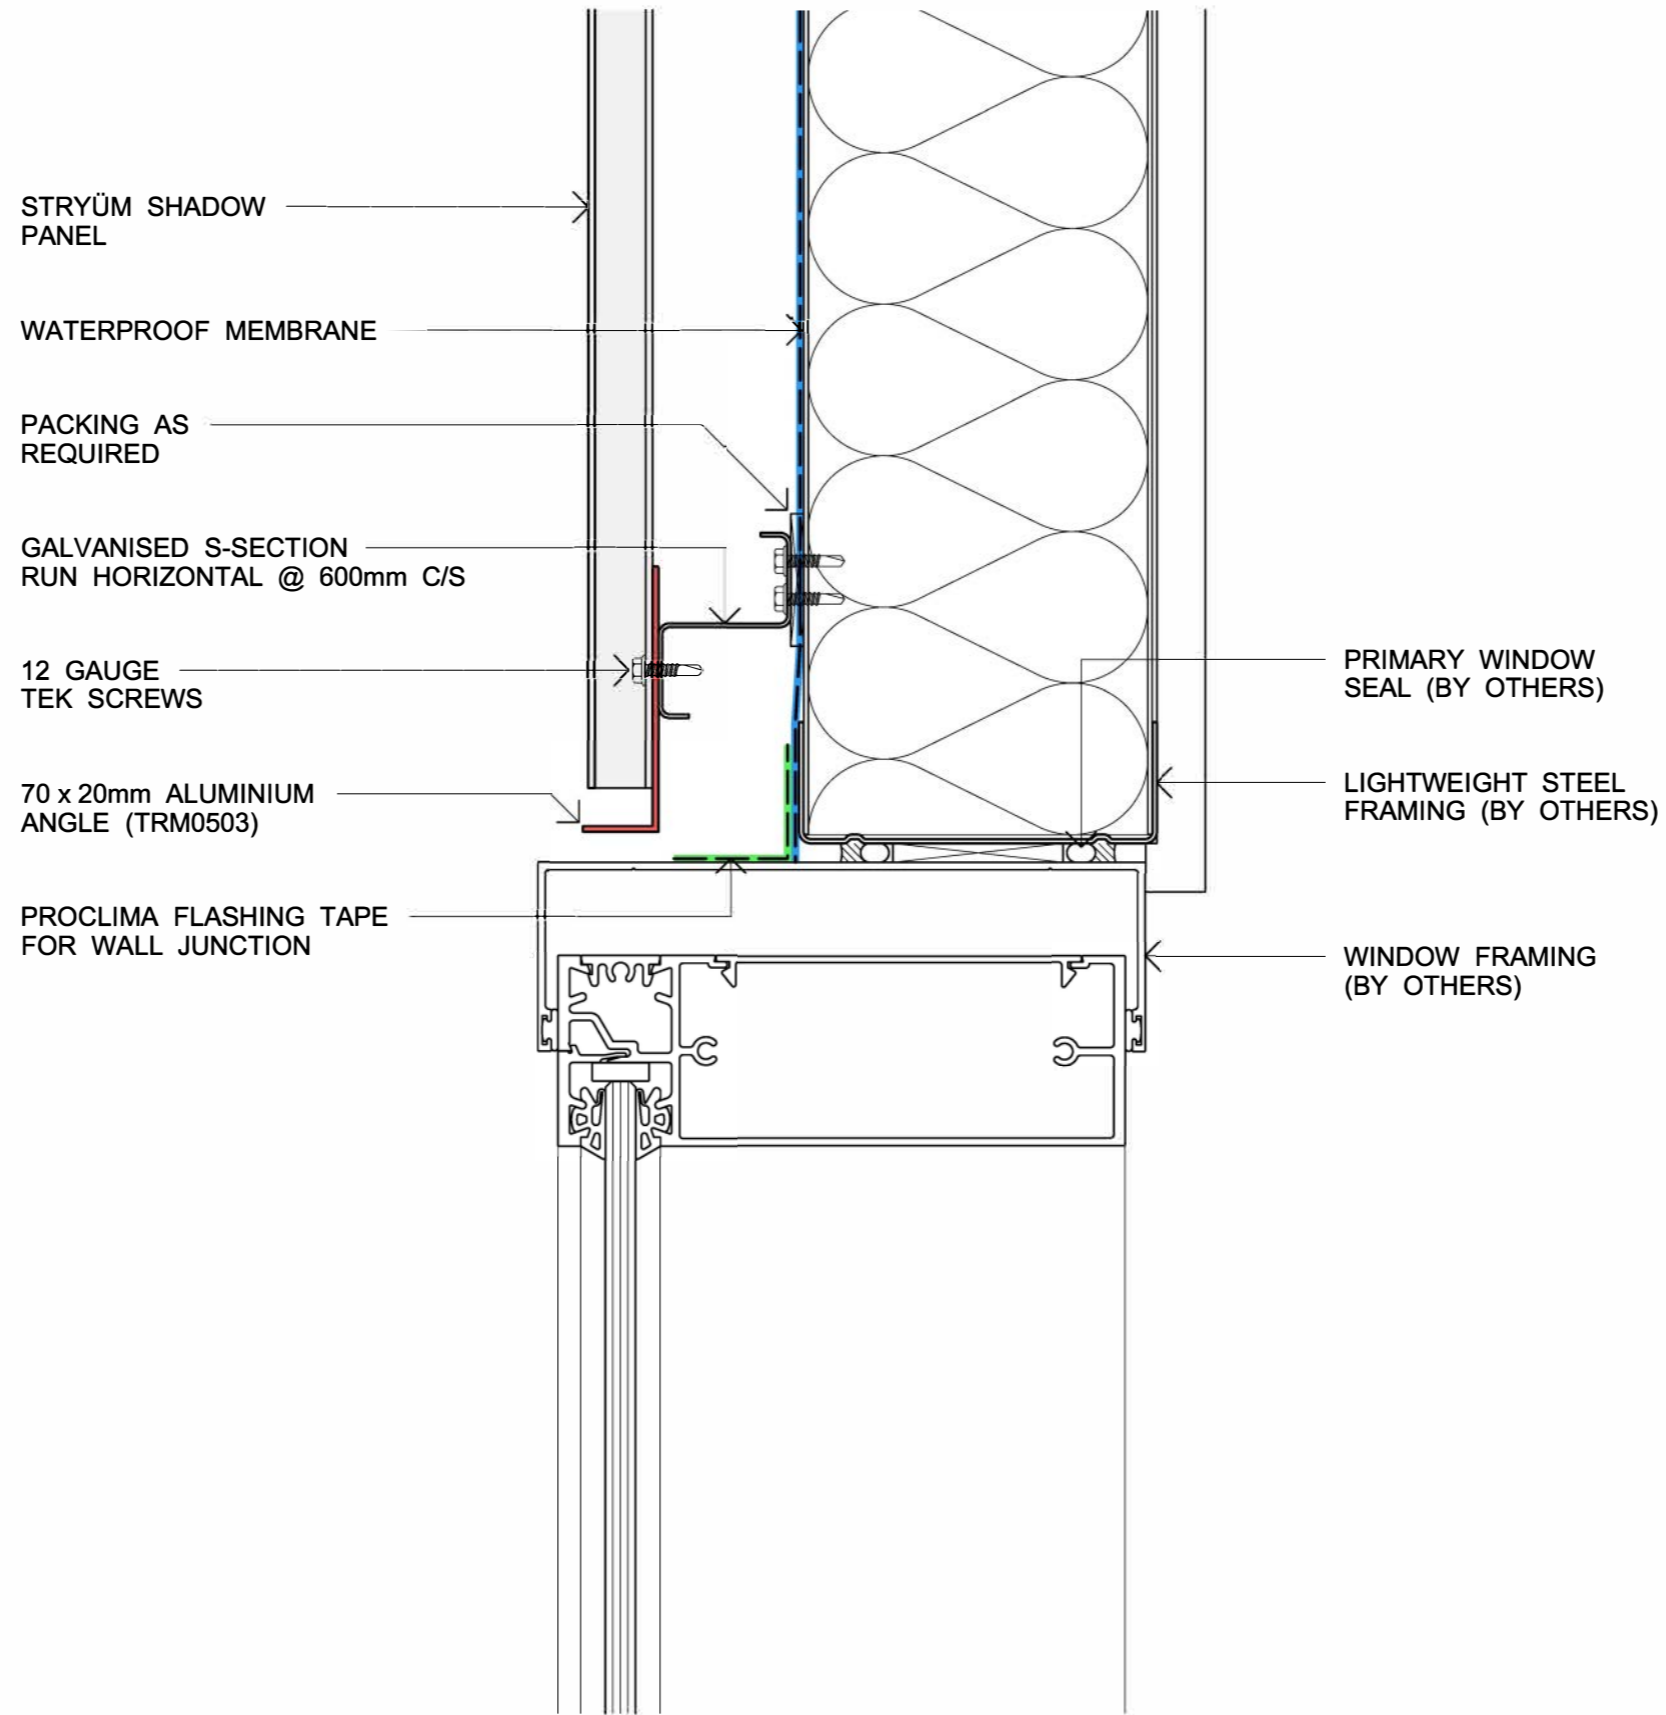 STRYÜM SHADOW
PANEL
WATERPROOF MEMBRANE
PACKING AS
REQUIRED
GALVANISED S-SECTION
RUN HORIZONTAL @ 600mm C/S
12 GAUGE
TEK SCREWS
70 x 20mm ALUMINIUM
ANGLE (TRM0503)
PROCLIMA FLASHING TAPE
FOR WALL JUNCTION
PRIMARY WINDOW
SEAL (BY OTHERS)
LIGHTWEIGHT STEEL
FRAMING (BY OTHERS)
WINDOW FRAMING
(BY OTHERS)